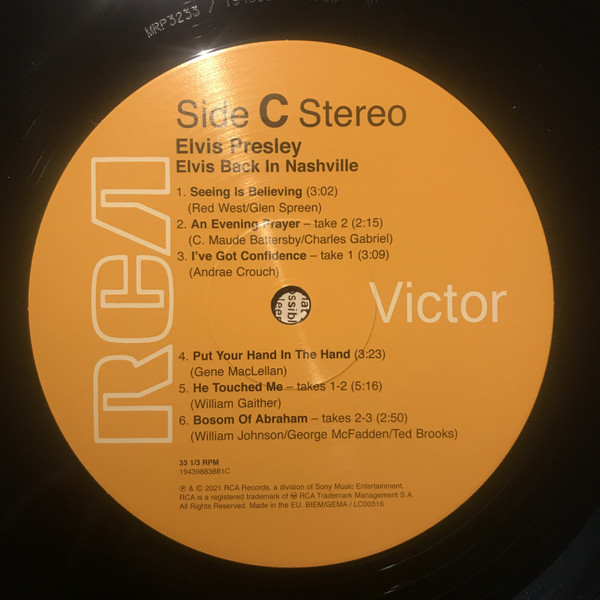 MRP3233 /
Side C Stereo
Elvis Presley
Elvis Back In Nashville
1. Seeing Is Believing (3:02)
(Red West/Glen Spreen)
2. An Evening Prayer – take 2 (2:15)
(C. Maude Battersby/Charles Gabriel)
3. I've Got Confidence – take 1 (3:09)
(Andrae Crouch)
RCA
Victor
4. Put Your Hand In The Hand (3:23)
(Gene MacLellan)
5. He Touched Me – takes 1-2 (5:16)
(William Gaither)
6. Bosom Of Abraham – takes 2-3 (2:50)
(William Johnson/George McFadden/Ted Brooks)
33 1/3 RPM
19439883881C
℗ & © 2021 RCA Records, a division of Sony Music Entertainment.
RCA is a registered trademark of RCA Trademark Management S.A.
All Rights Reserved. Made in the EU. BIEM/GEMA / LC00316